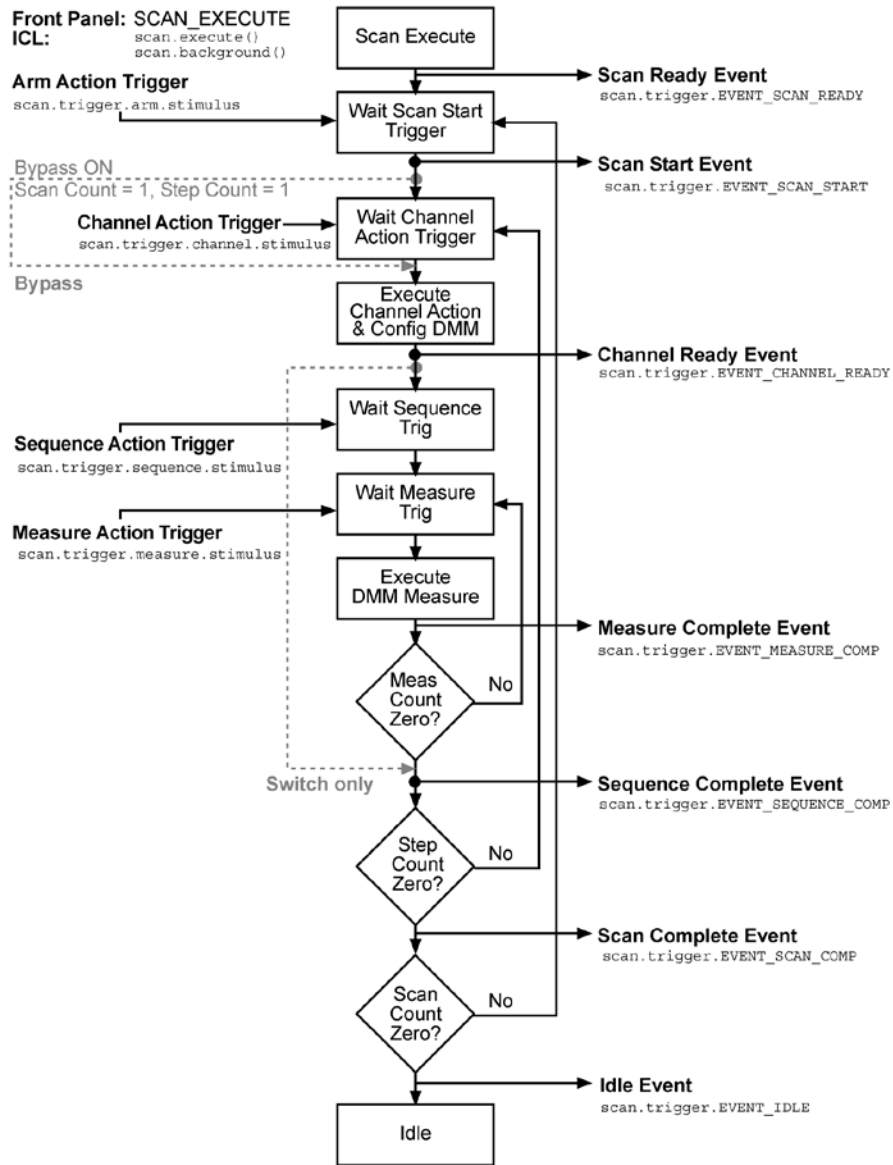 Front Panel: SCAN_EXECUTE
ICL: scan.execute()
scan.background()
Scan Execute
Arm Action Trigger
scan.trigger.arm.stimulus
Scan Ready Event
scan.trigger.EVENT_SCAN_READY
Wait Scan Start
Trigger
Bypass ON
Scan Count = 1, Step Count = 1
Scan Start Event
scan.trigger.EVENT_SCAN_START
Channel Action Trigger
scan.trigger.channel.stimulus
Wait Channel
Action Trigger
Bypass
Execute
Channel Action
& Config DMM
Channel Ready Event
scan.trigger.EVENT_CHANNEL_READY
Wait Sequence
Trig
Sequence Action Trigger
scan.trigger.sequence.stimulus
Wait Measure
Trig
Measure Action Trigger
scan.trigger.measure.stimulus
Execute
DMM Measure
Measure Complete Event
scan.trigger.EVENT_MEASURE_COMP
Meas
Count
Zero?
No
Switch only
Sequence Complete Event
scan.trigger.EVENT_SEQUENCE_COMP
Step
Count
Zero?
No
Scan Complete Event
scan.trigger.EVENT_SCAN_COMP
Scan
Count
Zero?
No
Idle Event
scan.trigger.EVENT_IDLE
Idle